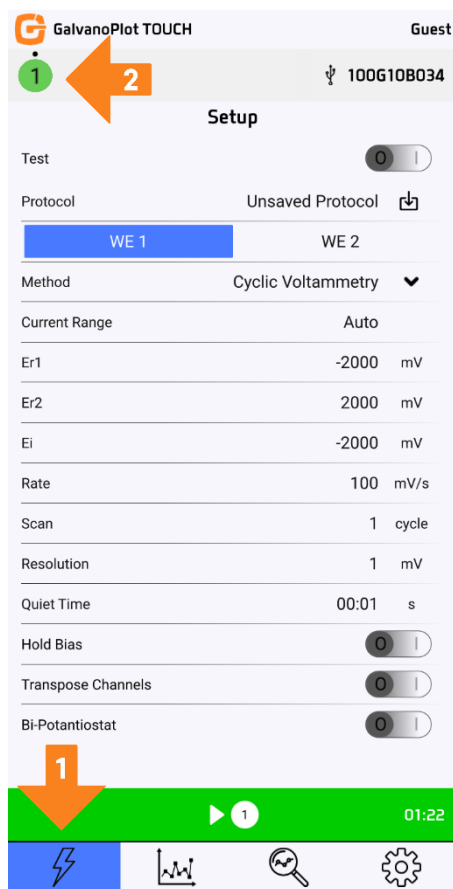 GalvanoPlot TOUCH Guest
1 2 100G10B034
Setup
Test O I
Protocol Unsaved Protocol
WE 1 WE 2
Method Cyclic Voltammetry
Current Range Auto
Er1 -2000 mV
Er2 2000 mV
Ei -2000 mV
Rate 100 mV/s
Scan 1 cycle
Resolution 1 mV
Quiet Time 00:01 s
Hold Bias O I
Transpose Channels O I
Bi-Potantiostat O I
1
1 01:22